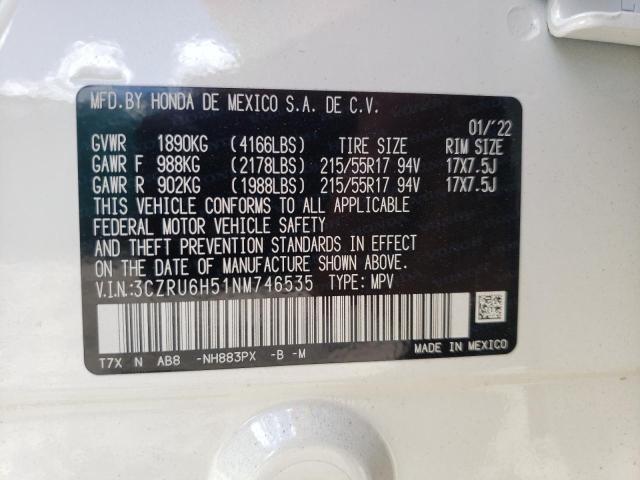 MFD.BY HONDA DE MEXICO S.A. DE C.V.
01/'22
GVWR 1890KG (4166LBS) TIRE SIZE RIM SIZE
GAWR F 988KG (2178LBS) 215/55R17 94V 17X7.5J
GAWR R 902KG (1988LBS) 215/55R17 94V 17X7.5J
THIS VEHICLE CONFORMS TO ALL APPLICABLE
FEDERAL MOTOR VEHICLE SAFETY
AND THEFT PREVENTION STANDARDS IN EFFECT
ON THE DATE OF MANUFACTURE SHOWN ABOVE.
V.I.N.:3CZRU6H51NM746535 TYPE: MPV
T7X N AB8 -NH883PX -B -M
MADE IN MEXICO